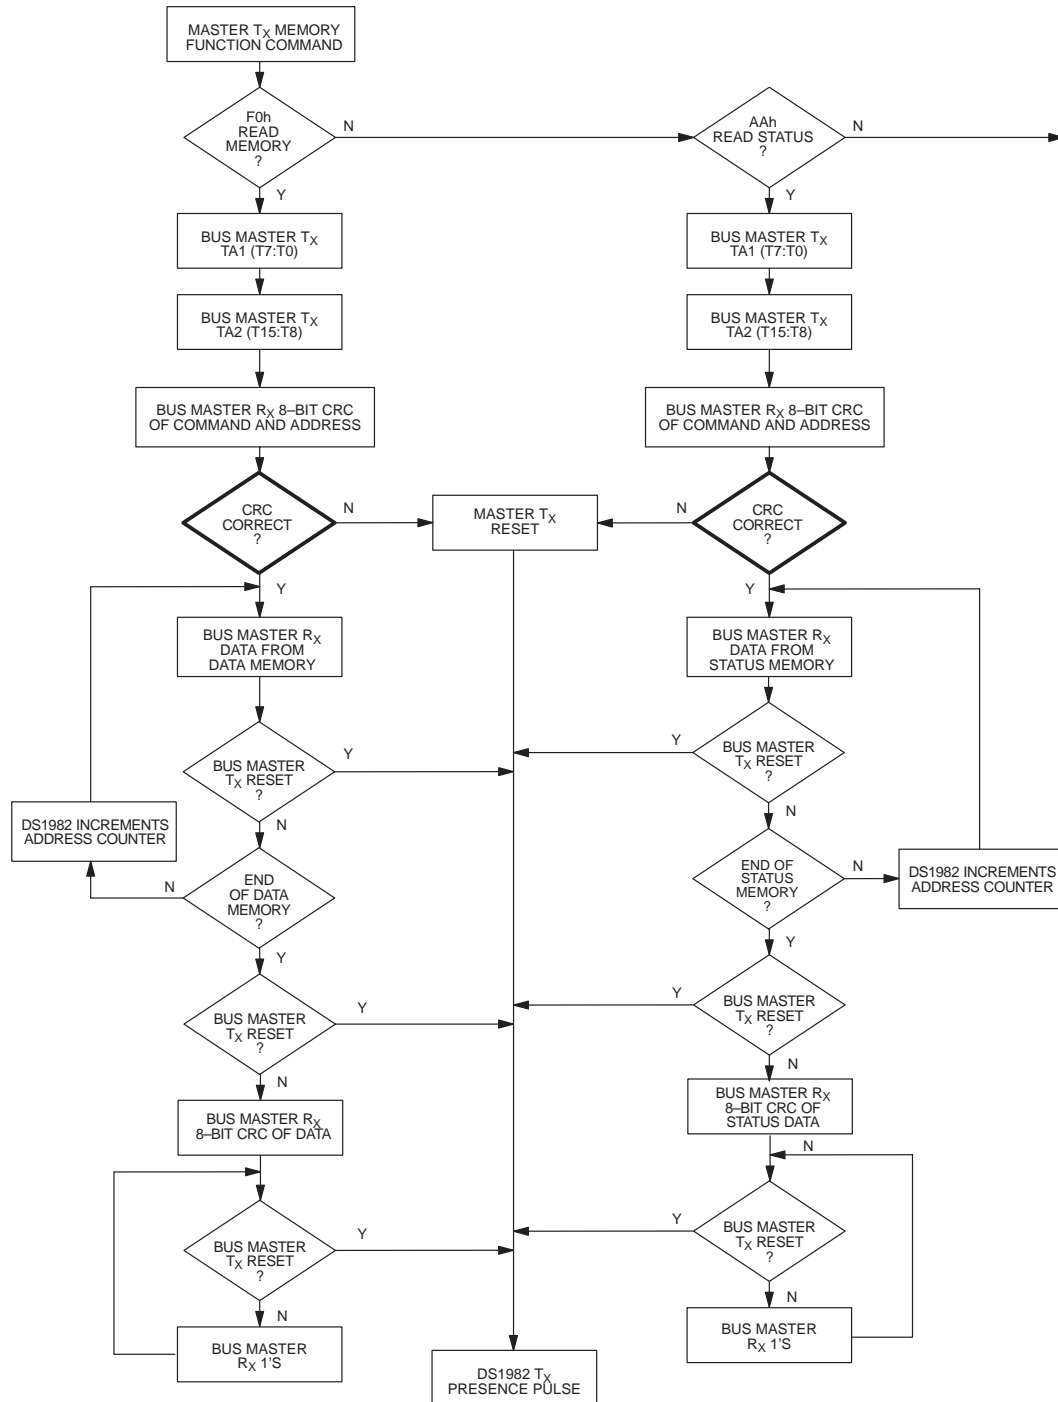 MASTER TX MEMORY
FUNCTION COMMAND
F0h
READ
MEMORY
?
N
Y
AAh
READ STATUS
?
N
Y
BUS MASTER TX
TA1 (T7:T0)
BUS MASTER TX
TA1 (T7:T0)
BUS MASTER TX
TA2 (T15:T8)
BUS MASTER TX
TA2 (T15:T8)
BUS MASTER RX 8–BIT CRC
OF COMMAND AND ADDRESS
BUS MASTER RX 8–BIT CRC
OF COMMAND AND ADDRESS
CRC
CORRECT
?
N
Y
MASTER TX
RESET
N
CRC
CORRECT
?
Y
BUS MASTER RX
DATA FROM
DATA MEMORY
BUS MASTER RX
DATA FROM
STATUS MEMORY
BUS MASTER
TX RESET
?
Y
N
Y
BUS MASTER
TX RESET
?
N
DS1982 INCREMENTS
ADDRESS COUNTER
N
END
OF DATA
MEMORY
?
Y
END OF
STATUS
MEMORY
?
N
Y
DS1982 INCREMENTS
ADDRESS COUNTER
BUS MASTER
TX RESET
?
Y
N
Y
BUS MASTER
TX RESET
?
N
BUS MASTER RX
8–BIT CRC OF DATA
BUS MASTER RX
8–BIT CRC OF
STATUS DATA
N
BUS MASTER
TX RESET
?
Y
N
Y
BUS MASTER
TX RESET
?
N
BUS MASTER
RX 1'S
BUS MASTER
RX 1'S
DS1982 TX
PRESENCE PULSE